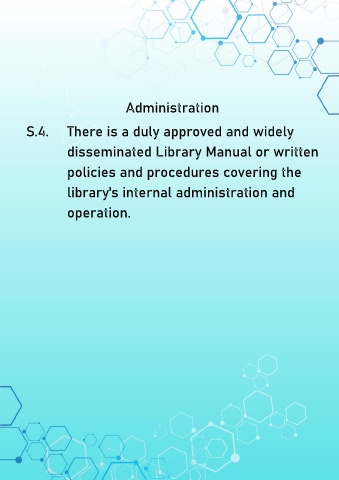 Administration
S.4. There is a duly approved and widely
disseminated Library Manual or written
policies and procedures covering the
library's internal administration and
operation.